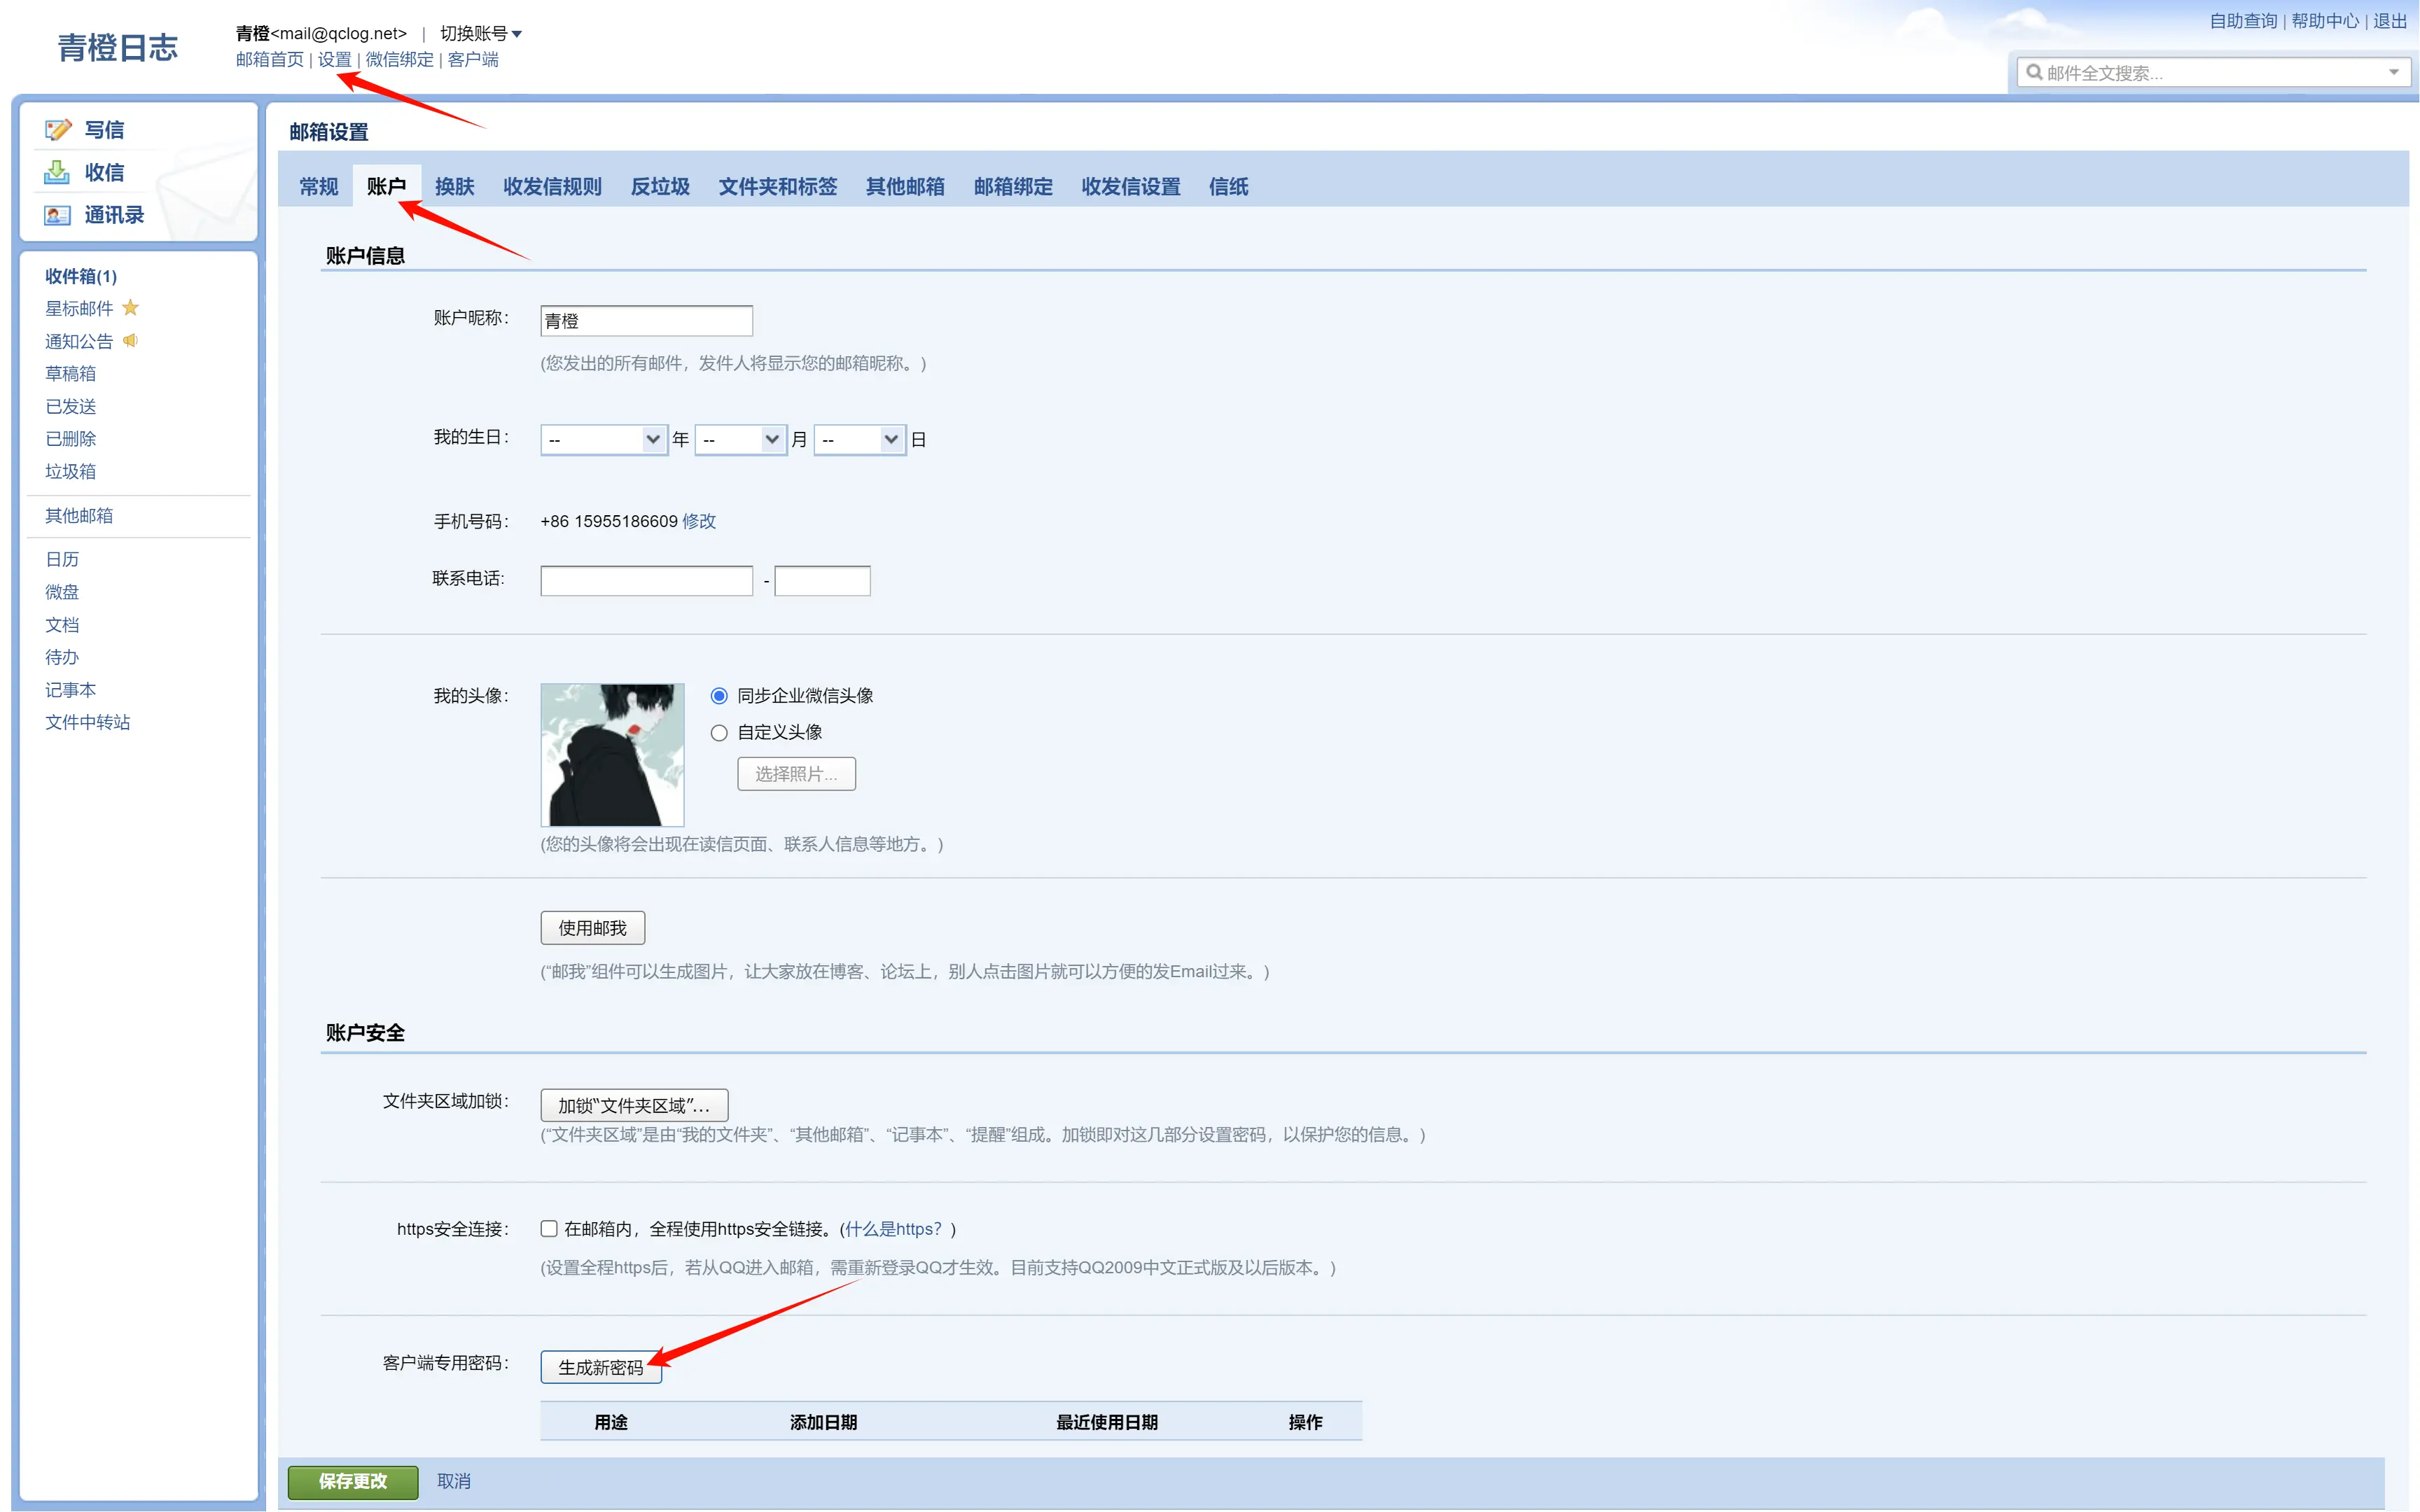 青橙日志
青橙<mail@qclog.net> | 切换账号
邮箱首页 | 设置 | 微信绑定 | 客户端
自助查询 | 帮助中心 | 退出
邮件全文搜索...
写信
收信
通讯录
收件箱(1)
星标邮件
通知公告
草稿箱
已发送
已删除
垃圾箱
其他邮箱
日历
微盘
文档
待办
记事本
文件中转站
邮箱设置
常规 账户 换肤 收发信规则 反垃圾 文件夹和标签 其他邮箱 邮箱绑定 收发信设置 信纸
账户信息
账户昵称: 青橙
(您发出的所有邮件，发件人将显示您的邮箱昵称。)
我的生日: -- 年 -- 月 -- 日
手机号码: +86 15955186609 修改
联系电话: -
我的头像:
同步企业微信头像
自定义头像
选择照片...
(您的头像将会出现在读信页面、联系人信息等地方。)
使用邮我
(“邮我”组件可以生成图片，让大家放在博客、论坛上，别人点击图片就可以方便的发Email过来。)
账户安全
文件夹区域加锁: 加锁“文件夹区域”...
(“文件夹区域”是由“我的文件夹”、“其他邮箱”、“记事本”、“提醒”组成。加锁即对这几部分设置密码，以保护您的信息。)
https安全连接: 在邮箱内，全程使用https安全链接。(什么是https？)
(设置全程https后，若从QQ进入邮箱，需重新登录QQ才生效。目前支持QQ2009中文正式版及以后版本。)
客户端专用密码: 生成新密码
用途 添加日期 最近使用日期 操作
保存更改 取消